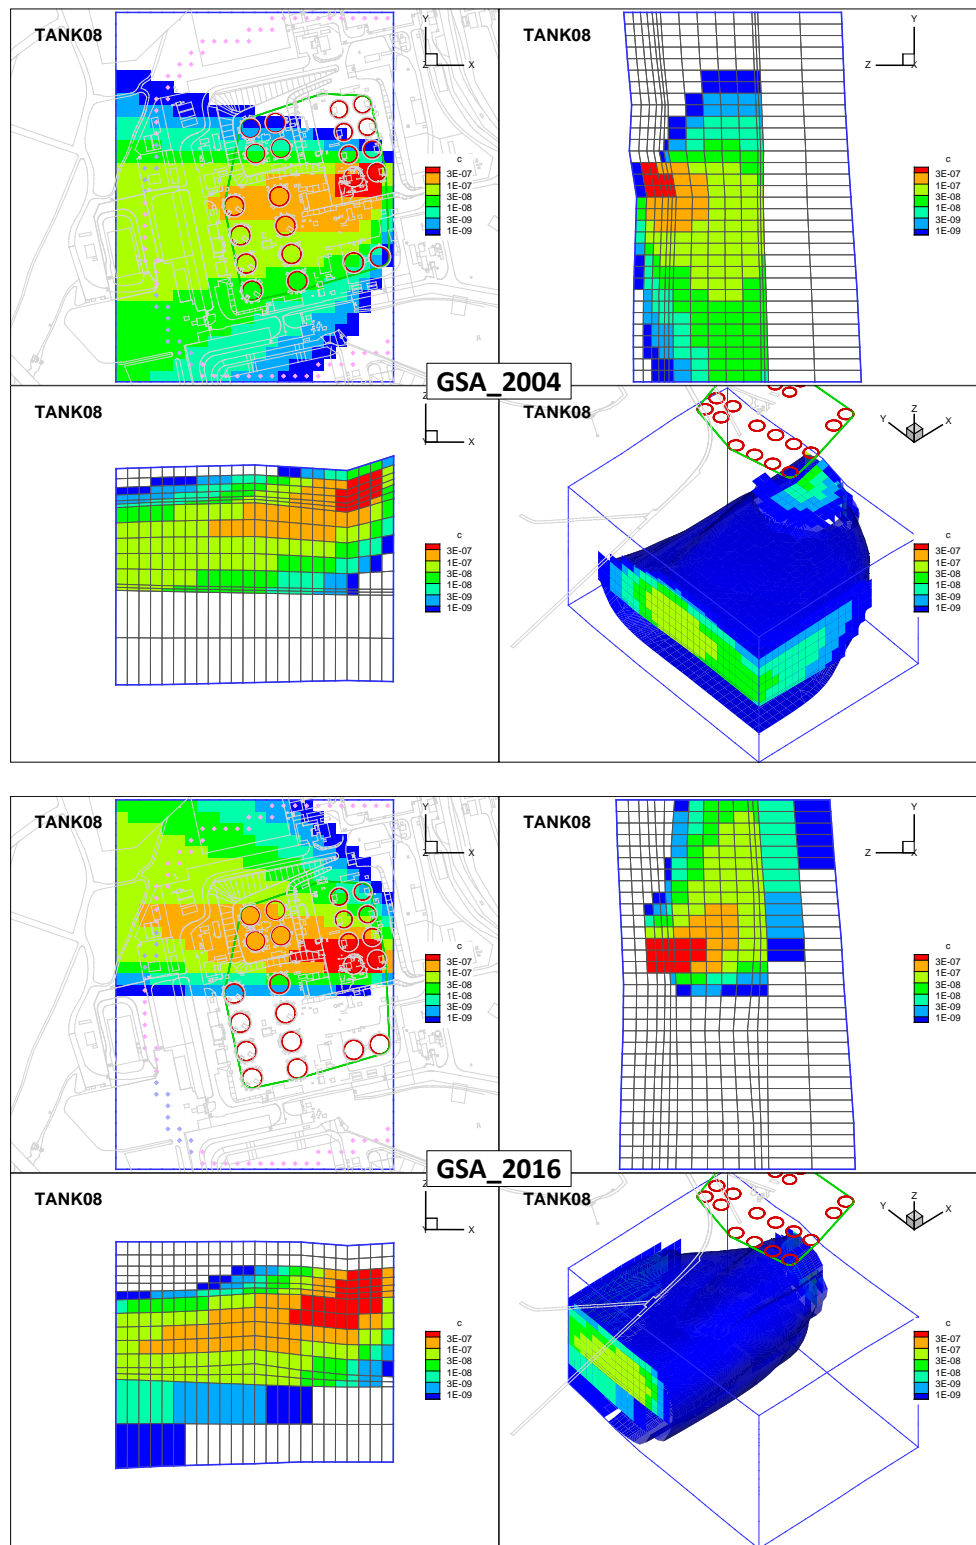 TANK08
Y
Z
X
c
3E-07
1E-07
3E-08
1E-08
3E-09
1E-09
TANK08
Y
Z
X
c
3E-07
1E-07
3E-08
1E-08
3E-09
1E-09
GSA_2004
TANK08
Z
Y
X
c
3E-07
1E-07
3E-08
1E-08
3E-09
1E-09
TANK08
Z
Y
X
c
3E-07
1E-07
3E-08
1E-08
3E-09
1E-09
TANK08
Y
Z
X
c
3E-07
1E-07
3E-08
1E-08
3E-09
1E-09
TANK08
Y
Z
X
c
3E-07
1E-07
3E-08
1E-08
3E-09
1E-09
GSA_2016
TANK08
Z
Y
X
c
3E-07
1E-07
3E-08
1E-08
3E-09
1E-09
TANK08
Z
Y
X
c
3E-07
1E-07
3E-08
1E-08
3E-09
1E-09